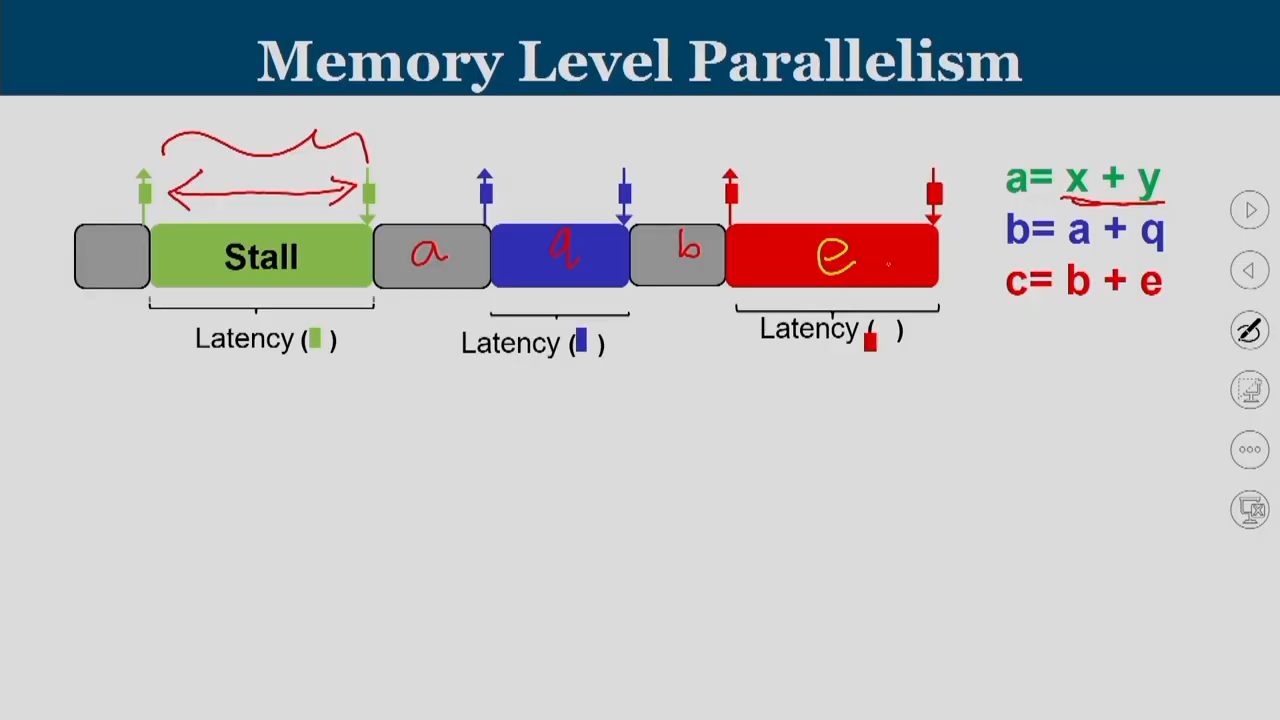 Memory Level Parallelism
a= x + y
b= a + q
c= b + e
Stall a q b e
Latency ( )
Latency ( )
Latency ( )